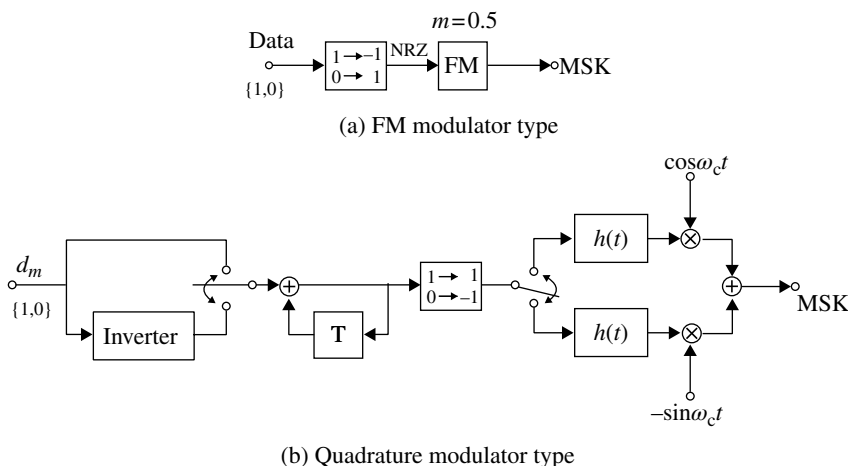 m=0.5
Data
{1,0}
1→−1
0→ 1
NRZ
FM
MSK
(a) FM modulator type
cosω_c t
d_m
{1,0}
Inverter
T
1→ 1
0→−1
h(t)
h(t)
MSK
−sinω_c t
(b) Quadrature modulator type